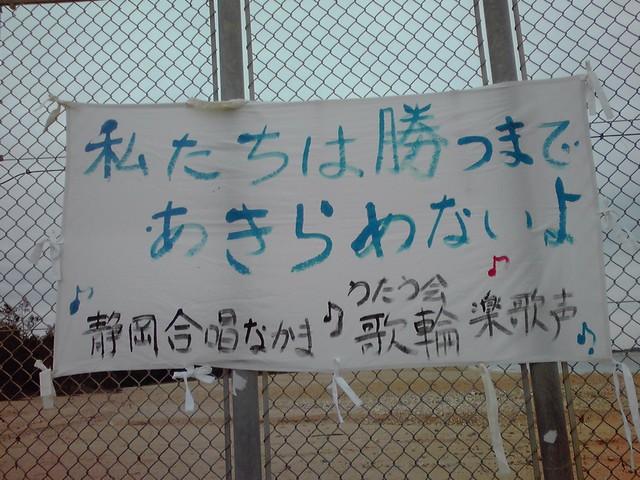 私たちは勝つまで
あきらめないよ
静岡合唱なかま
うたう会
歌輪
楽歌声